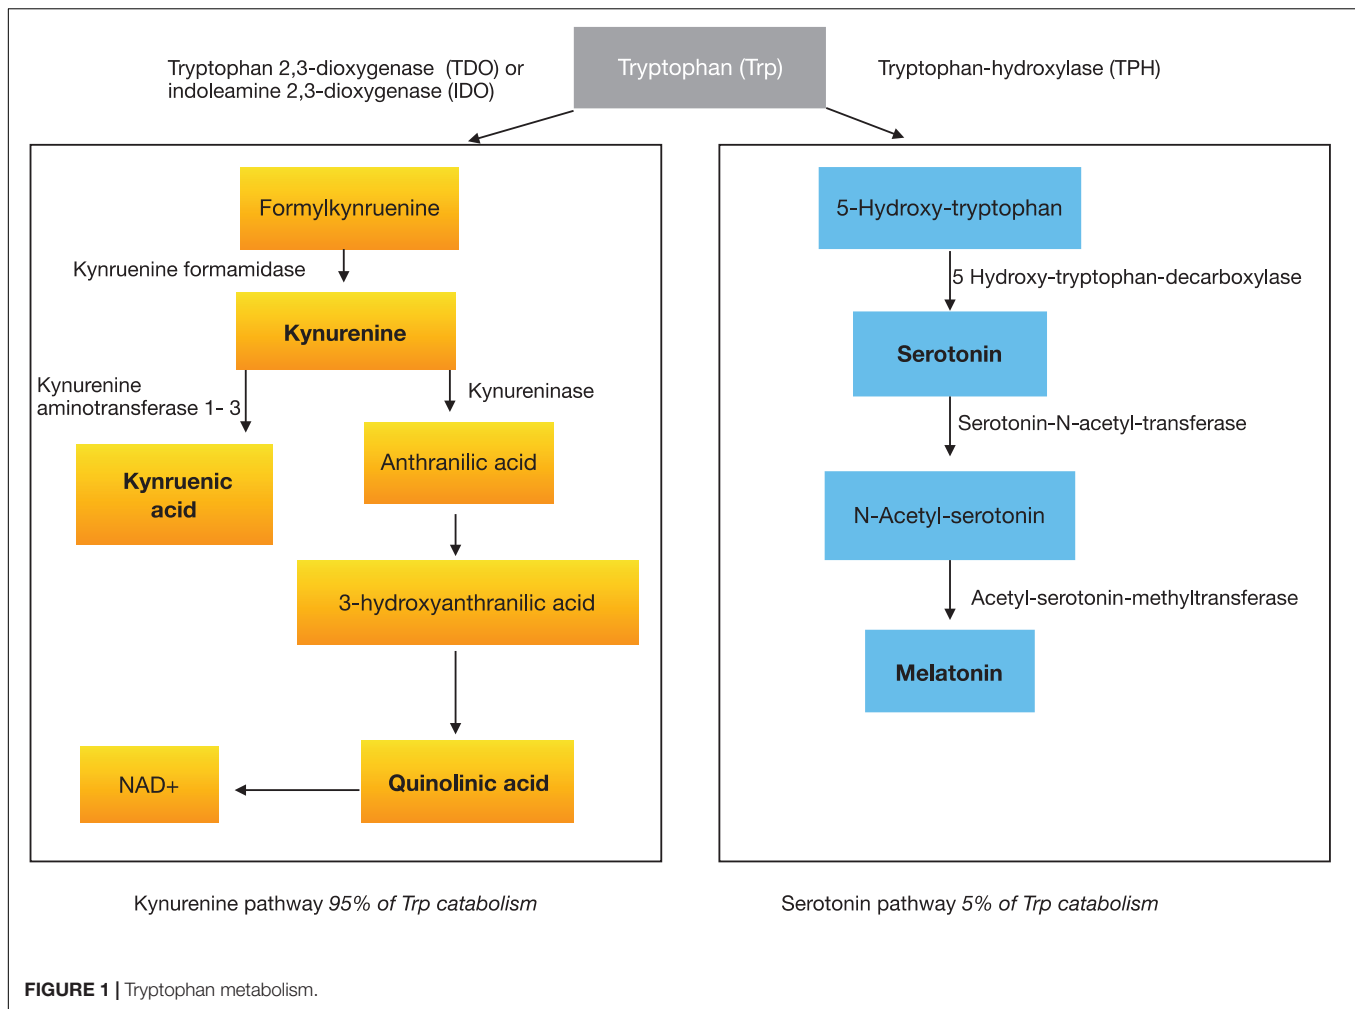 Tryptophan 2,3-dioxygenase (TDO) or
indoleamine 2,3-dioxygenase (IDO)
Tryptophan (Trp)
Tryptophan-hydroxylase (TPH)
Formylkynruenine
Kynruenine formamidase
Kynurenine
Kynurenine
aminotransferase 1- 3
Kynureninase
Kynruenic
acid
Anthranilic acid
3-hydroxyanthranilic acid
Quinolinic acid
NAD+
Kynurenine pathway 95% of Trp catabolism
5-Hydroxy-tryptophan
5 Hydroxy-tryptophan-decarboxylase
Serotonin
Serotonin-N-acetyl-transferase
N-Acetyl-serotonin
Acetyl-serotonin-methyltransferase
Melatonin
Serotonin pathway 5% of Trp catabolism
FIGURE 1 | Tryptophan metabolism.